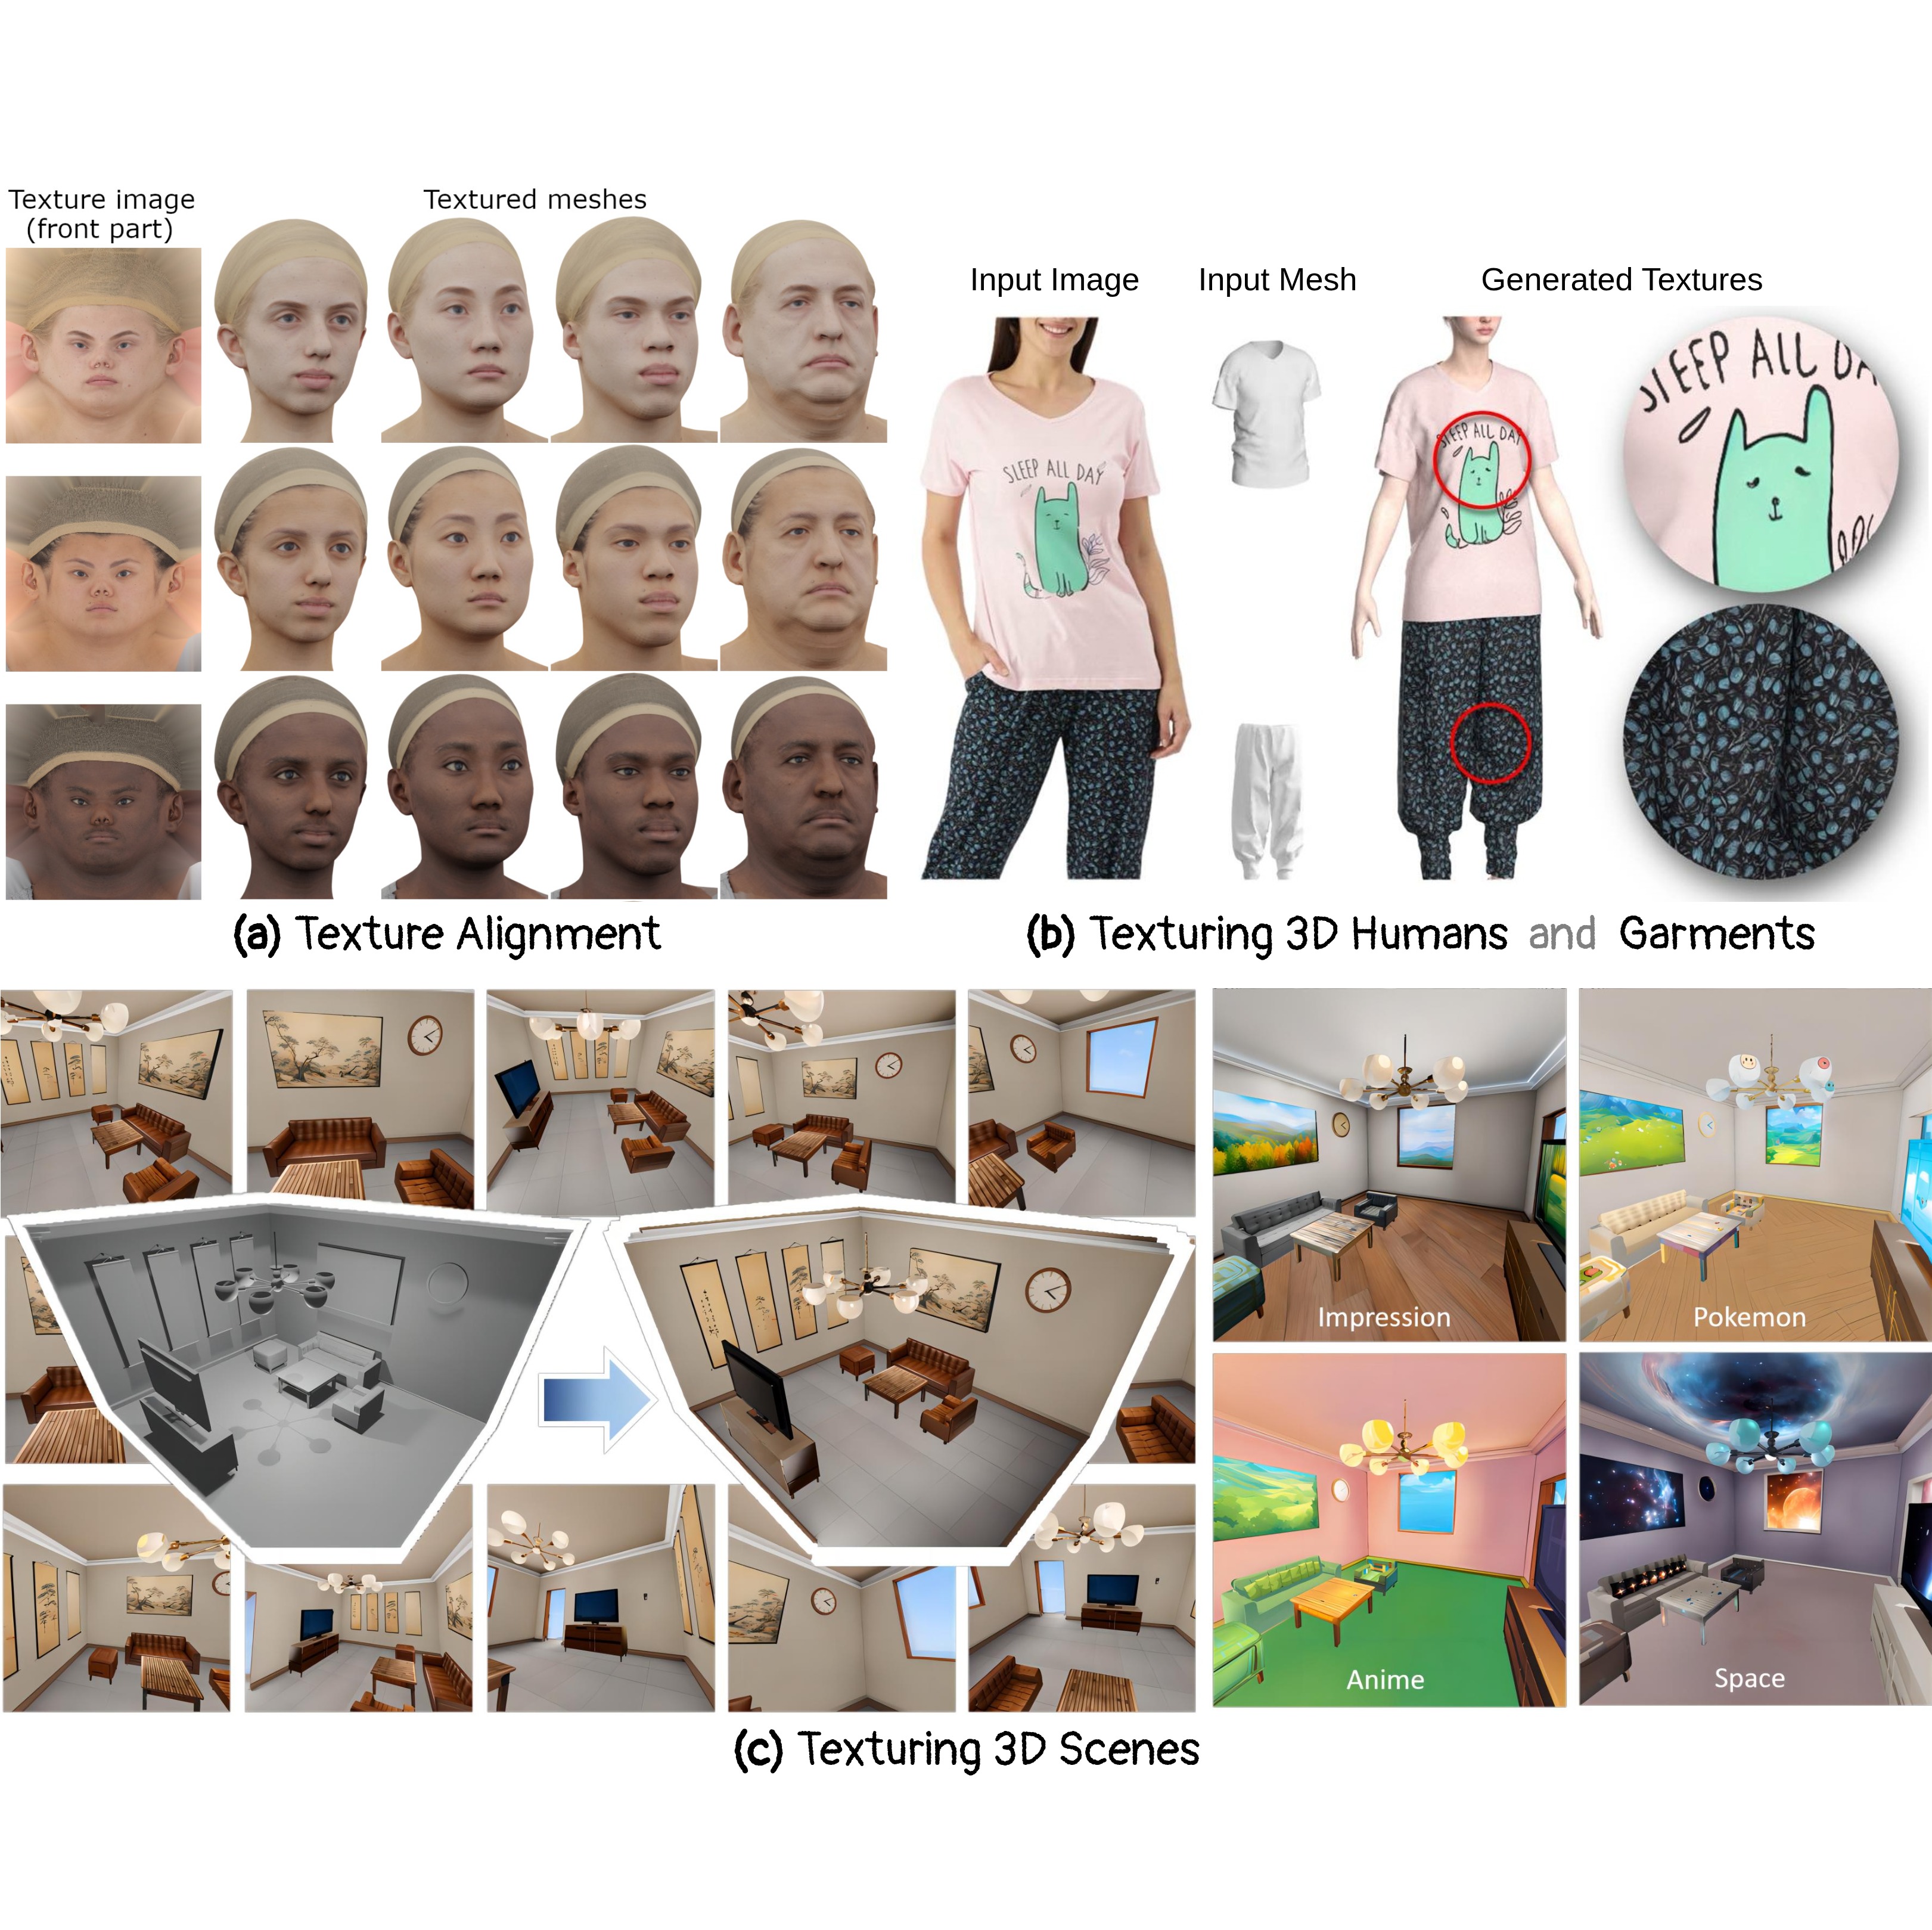 Texture image
(front part)
Textured meshes
(a) Texture Alignment
Input Image
Input Mesh
Generated Textures
SLEEP ALL DAY
SLEEP ALL DAY
SLEEP ALL DA
(b) Texturing 3D Humans and Garments
Impression
Pokemon
Anime
Space
(c) Texturing 3D Scenes